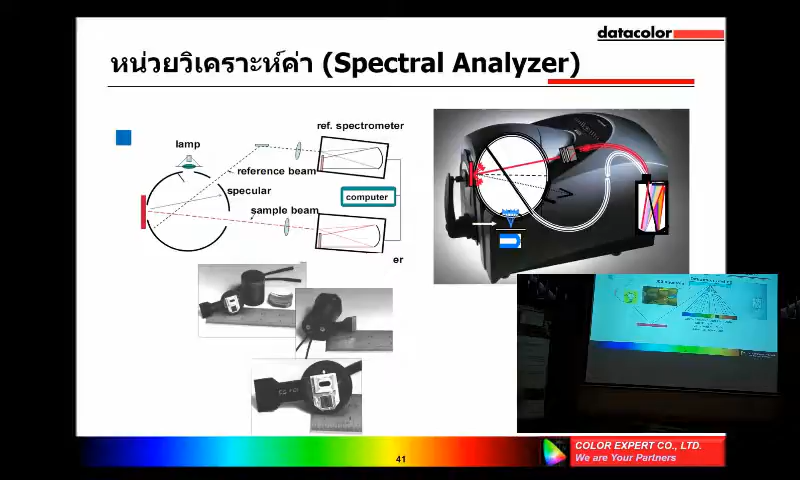 datacolor
หน่วยวิเคราะห์ค่า (Spectral Analyzer)
ref. spectrometer
lamp
reference beam
specular
computer
sample beam
er
41
COLOR EXPERT CO., LTD.
We are Your Partners